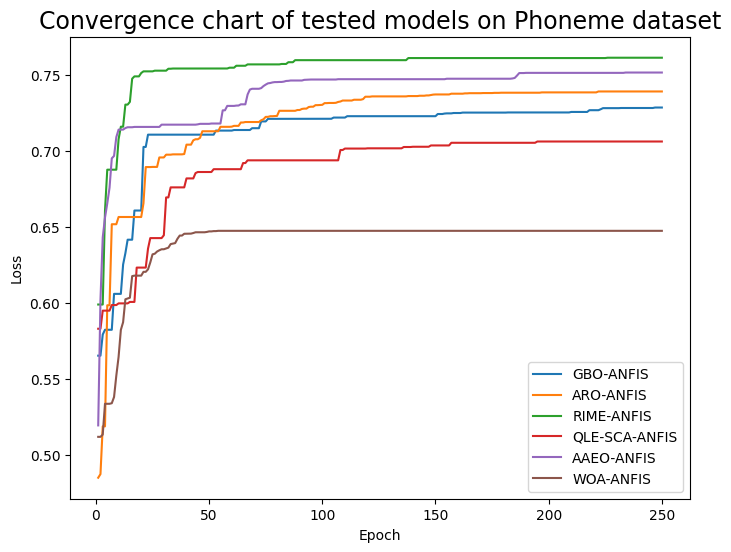 Convergence chart of tested models on Phoneme dataset
Loss
0.75
0.70
0.65
0.60
0.55
0.50
0
50
100
150
200
250
Epoch
GBO-ANFIS
ARO-ANFIS
RIME-ANFIS
QLE-SCA-ANFIS
AAEO-ANFIS
WOA-ANFIS